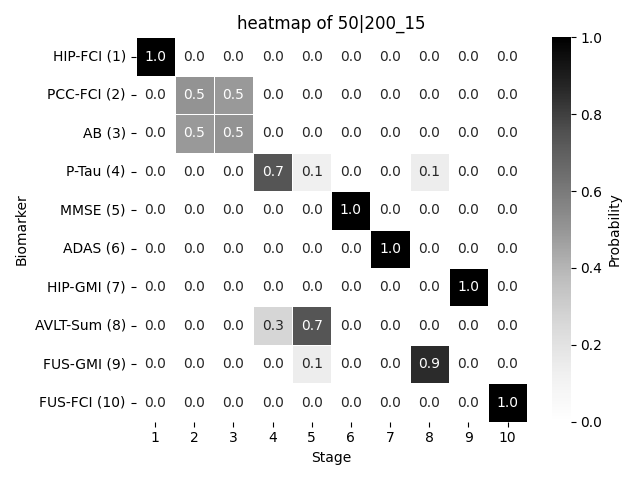 heatmap of 50|200_15
HIP-FCI (1) 1.0 0.0 0.0 0.0 0.0 0.0 0.0 0.0 0.0 0.0
PCC-FCI (2) 0.0 0.5 0.5 0.0 0.0 0.0 0.0 0.0 0.0 0.0
AB (3) 0.0 0.5 0.5 0.0 0.0 0.0 0.0 0.0 0.0 0.0
P-Tau (4) 0.0 0.0 0.0 0.7 0.1 0.0 0.0 0.1 0.0 0.0
MMSE (5) 0.0 0.0 0.0 0.0 0.0 1.0 0.0 0.0 0.0 0.0
ADAS (6) 0.0 0.0 0.0 0.0 0.0 0.0 1.0 0.0 0.0 0.0
HIP-GMI (7) 0.0 0.0 0.0 0.0 0.0 0.0 0.0 0.0 1.0 0.0
AVLT-Sum (8) 0.0 0.0 0.0 0.3 0.7 0.0 0.0 0.0 0.0 0.0
FUS-GMI (9) 0.0 0.0 0.0 0.0 0.1 0.0 0.0 0.9 0.0 0.0
FUS-FCI (10) 0.0 0.0 0.0 0.0 0.0 0.0 0.0 0.0 0.0 1.0
1 2 3 4 5 6 7 8 9 10
Stage
Biomarker
1.0
0.8
0.6
0.4
0.2
0.0
Probability